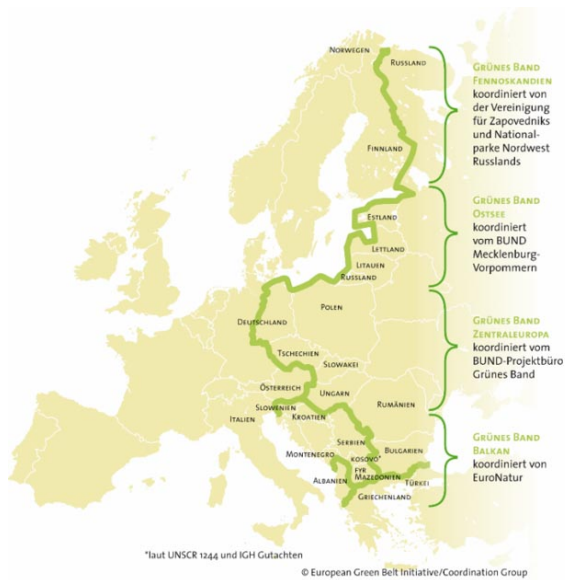 NORWEGEN
RUSSLAND
FINNLAND
ESTLAND
LETTLAND
LITAUEN
RUSSLAND
POLEN
DEUTSCHLAND
TSCHECHIEN
SLOWAKEI
ÖSTERREICH
UNGARN
SLOWENIEN
KROATIEN
RUMÄNIEN
ITALIEN
SERBIEN
MONTENEGRO
KOSOVO*
BULGARIEN
FYR
MAZEDONIEN
ALBANIEN
TÜRKEI
GRIECHENLAND
GRÜNES BAND
FENNOSKANDIEN
koordiniert von
der Vereinigung
für Zapovedniks
und National-
parke Nordwest
Russlands
GRÜNES BAND
OSTSEE
koordiniert
vom BUND
Mecklenburg-
Vorpommern
GRÜNES BAND
ZENTRALEUROPA
koordiniert vom
BUND-Projektbüro
Grünes Band
GRÜNES BAND
BALKAN
koordiniert von
EuroNatur
*laut UNSCR 1244 und IGH Gutachten
© European Green Belt Initiative/Coordination Group